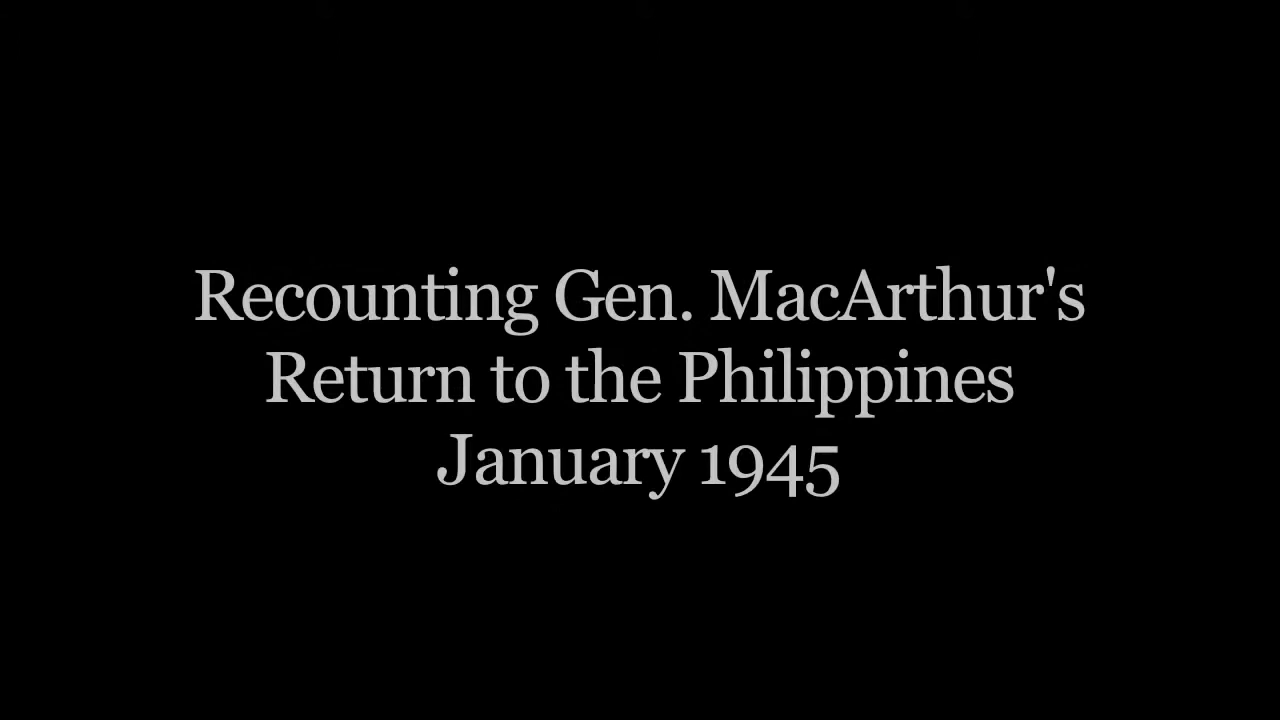 Recounting Gen. MacArthur's
Return to the Philippines
January 1945